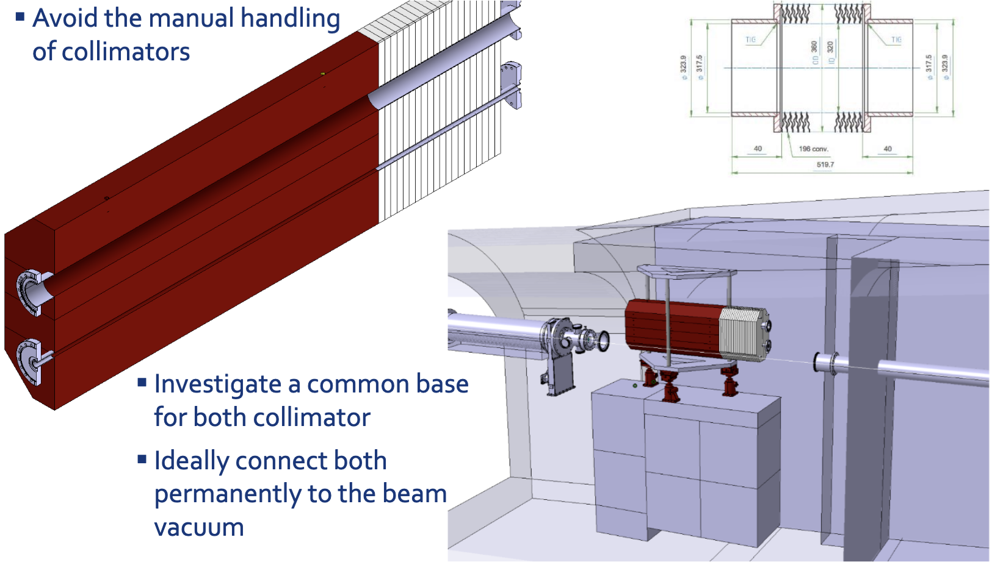 ▪ Avoid the manual handling
of collimators
TIG
TIG
Ø 323.9
Ø 317.5
OD 360
ID 320
Ø 317.5
Ø 323.9
40
196 conv.
40
519.7
▪ Investigate a common base
for both collimator
▪ Ideally connect both
permanently to the beam
vacuum